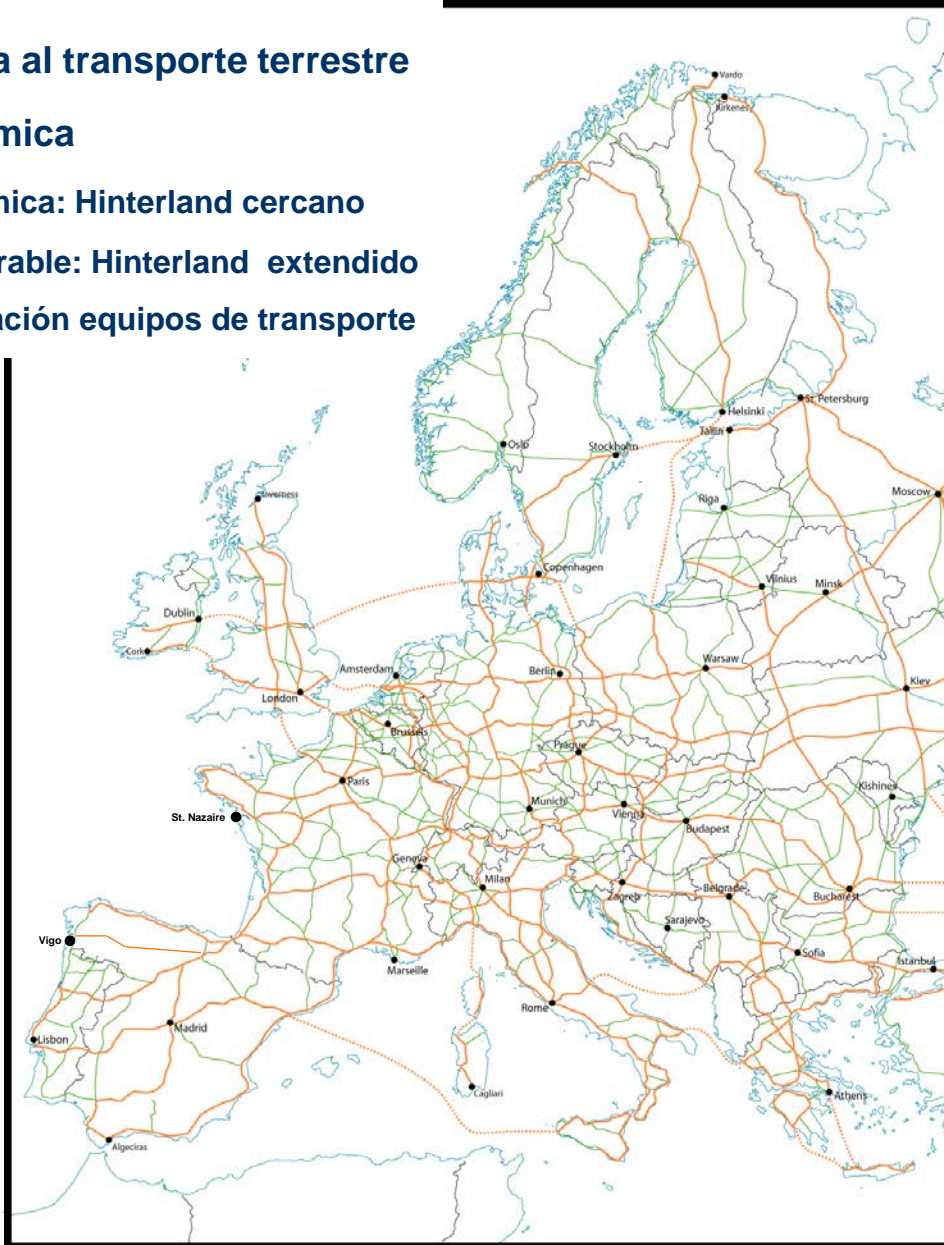 a al transporte terrestre
mica
nica: Hinterland cercano
rable: Hinterland extendido
ación equipos de transporte
Vardo
Kirkenes
Helsinki
St. Petersburg
Tallin
Oslo
Stockholm
Moscow
Inverness
Riga
Copenhagen
Vilnius
Minsk
Dublin
Cork
Amsterdam
Berlin
Warsaw
London
Kiev
Brussels
Prague
Paris
Kishinev
Munich
Vienna
St. Nazaire
Budapest
Geneva
Milan
Zagreb
Belgrade
Bucharest
Sarajevo
Vigo
Sofia
Istanbul
Marseille
Rome
Madrid
Lisbon
Cagliari
Athens
Algeciras